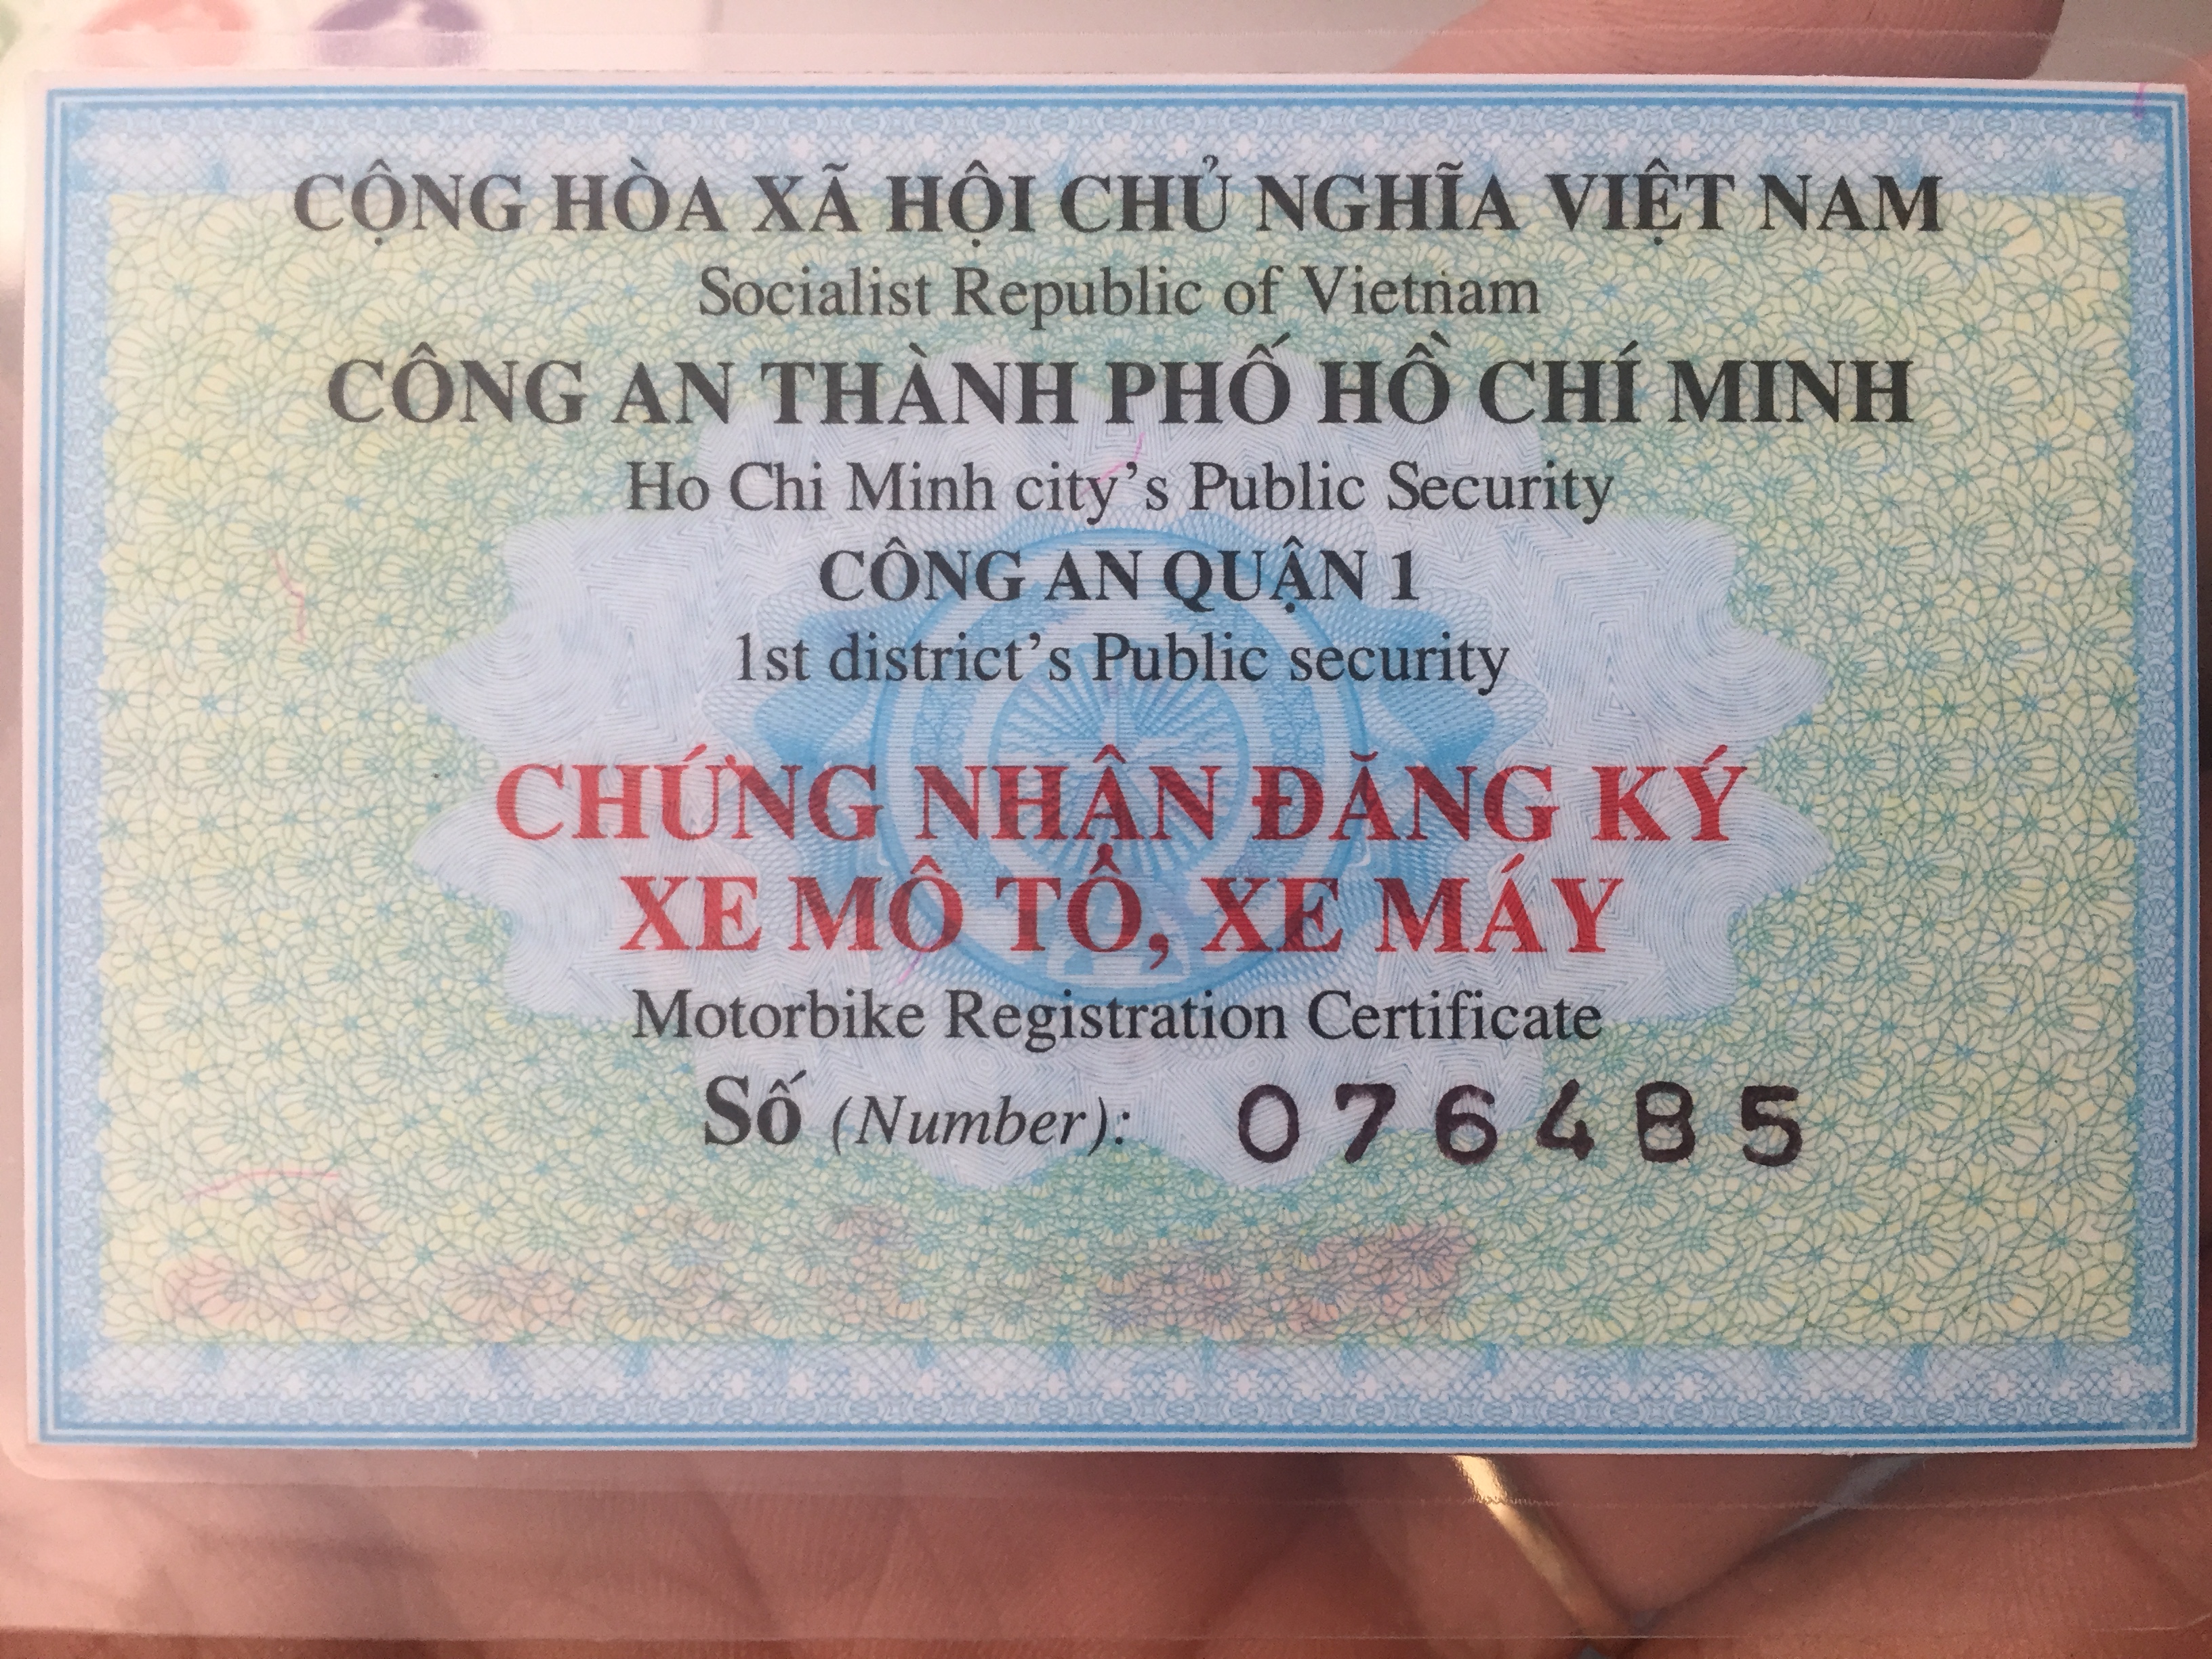 CỘNG HÒA XÃ HỘI CHỦ NGHĨA VIỆT NAM
Socialist Republic of Vietnam
CÔNG AN THÀNH PHỐ HỒ CHÍ MINH
Ho Chi Minh city's Public Security
CÔNG AN QUẬN 1
1st district's Public security
CHỨNG NHẬN ĐĂNG KÝ
XE MÔ TÔ, XE MÁY
Motorbike Registration Certificate
Số (Number): 076485